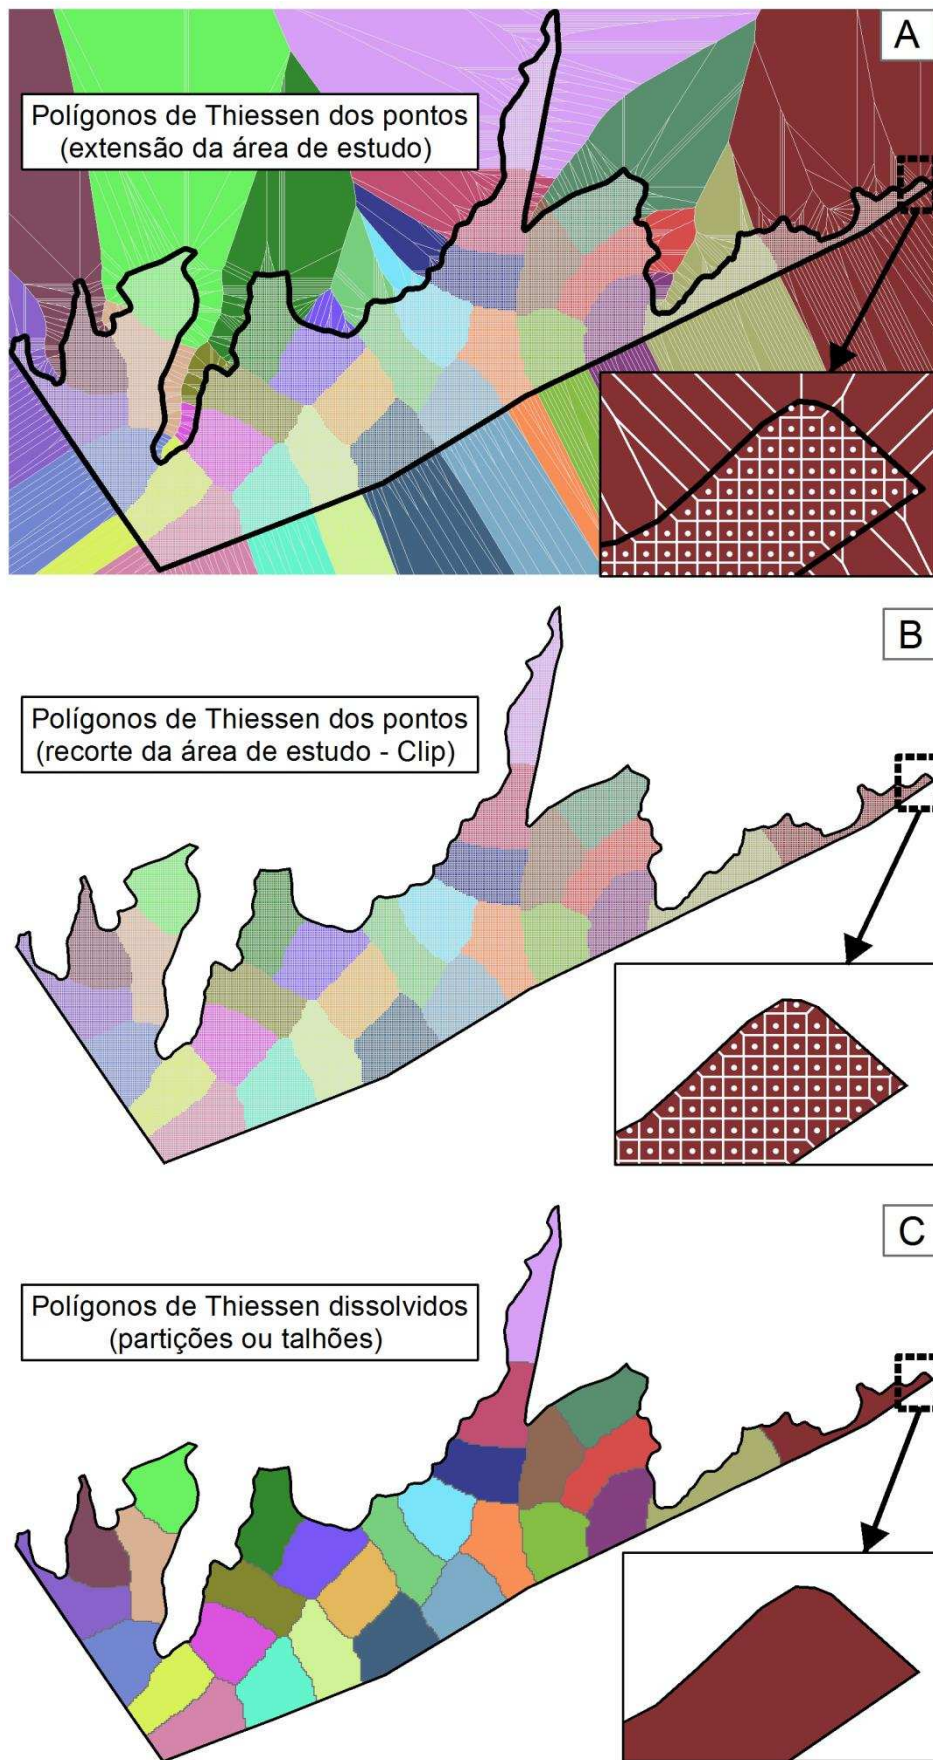 A
Polígonos de Thiessen dos pontos
(extensão da área de estudo)
B
Polígonos de Thiessen dos pontos
(recorte da área de estudo - Clip)
C
Polígonos de Thiessen dissolvidos
(partições ou talhões)